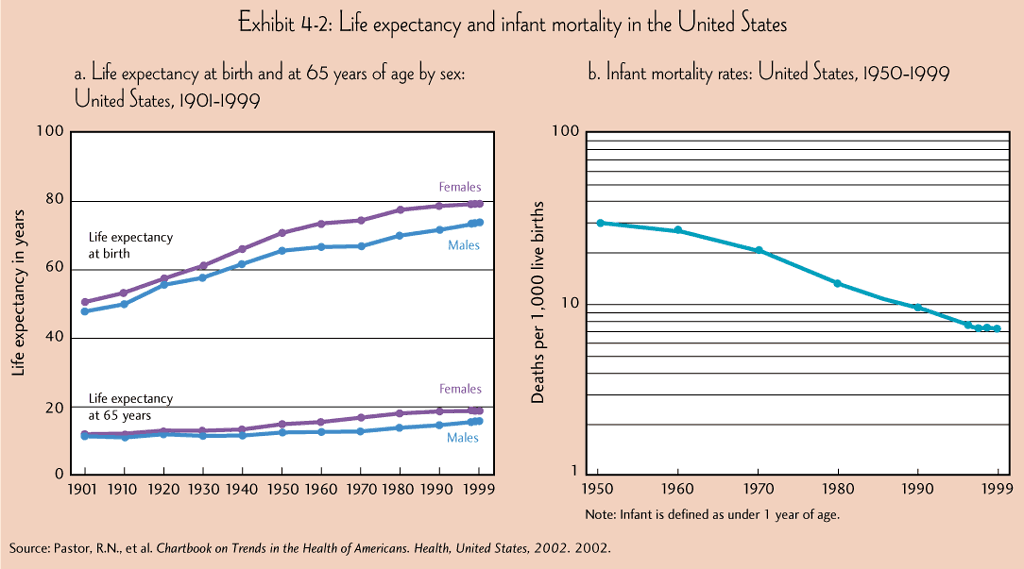 Exhibit 4-2: Life expectancy and infant mortality in the United States
a. Life expectancy at birth and at 65 years of age by sex:
United States, 1901-1999
Life expectancy in years
100
80
60
40
20
0
Females
Life expectancy
at birth
Males
Life expectancy
at 65 years
Females
Males
1901 1910 1920 1930 1940 1950 1960 1970 1980 1990 1999
b. Infant mortality rates: United States, 1950-1999
Deaths per 1,000 live births
100
10
1
1950 1960 1970 1980 1990 1999
Note: Infant is defined as under 1 year of age.
Source: Pastor, R.N., et al. Chartbook on Trends in the Health of Americans. Health, United States, 2002. 2002.